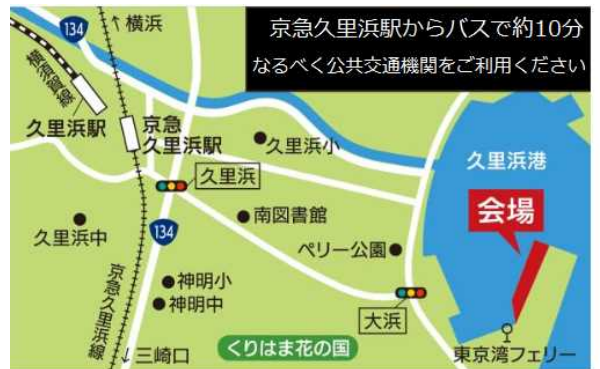 京急久里浜駅からバスで約10分
なるべく公共交通機関をご利用ください
134
↑横浜
横須賀線
久里浜駅
京急
久里浜駅
久里浜小
久里浜港
久里浜
会場
久里浜中
134
南図書館
ペリー公園
京急久里浜線
神明小
神明中
大浜
↓三崎口
くりはま花の国
東京湾フェリー